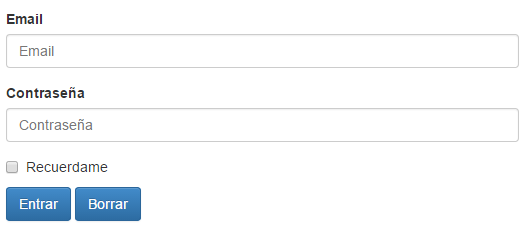 Email
Email
Contraseña
Contraseña
Recuerdame
Entrar Borrar